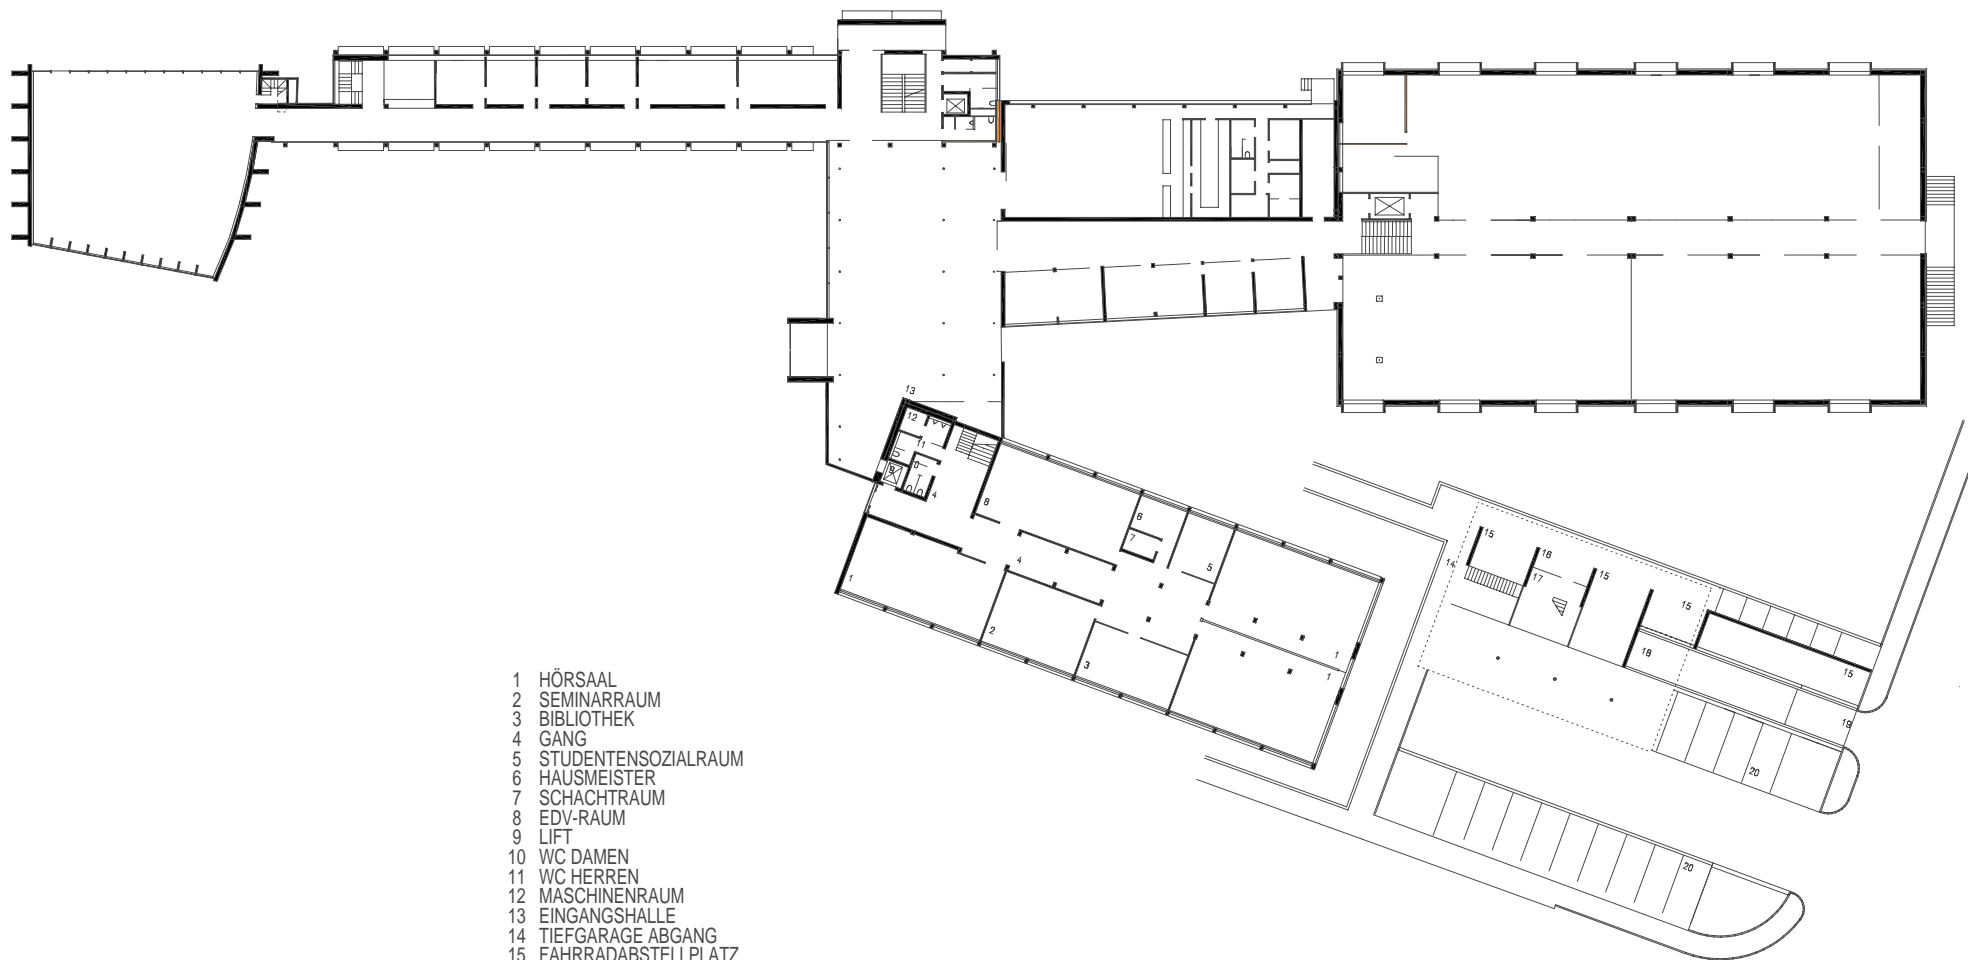 13
12
11
9
4
8
6
7
5
4
1
2
3
1
1
15
16
14
17
15
15
18
15
19
20
20
1 HÖRSAAL
2 SEMINARRAUM
3 BIBLIOTHEK
4 GANG
5 STUDENTENSOZIALRAUM
6 HAUSMEISTER
7 SCHACHTRAUM
8 EDV-RAUM
9 LIFT
10 WC DAMEN
11 WC HERREN
12 MASCHINENRAUM
13 EINGANGSHALLE
14 TIEFGARAGE ABGANG
15 FAHRRADABSTELLPLATZ